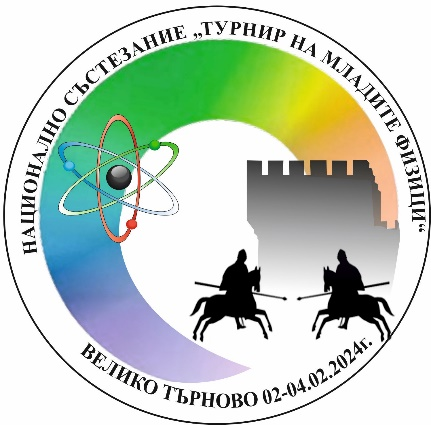 НАЦИОНАЛНО СЪСТЕЗАНИЕ „ТУРНИР НА МЛАДИТЕ ФИЗИЦИ“
ВЕЛИКО ТЪРНОВО 02-04.02.2024г.